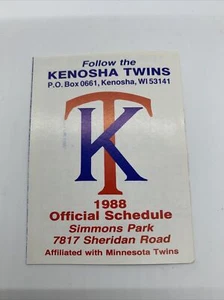 Follow the
KENOSHA TWINS
P.O. Box 0661, Kenosha, WI 53141
KT
1988
Official Schedule
Simmons Park
7817 Sheridan Road
Affiliated with Minnesota Twins